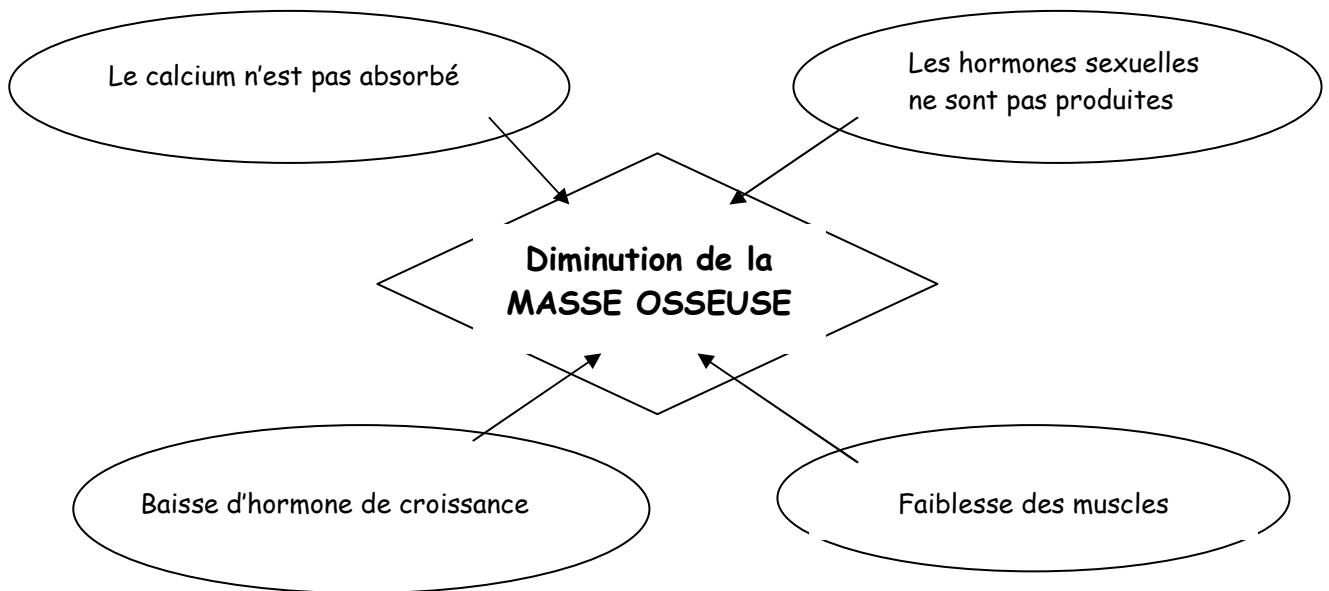 Le calcium n'est pas absorbé
Les hormones sexuelles
ne sont pas produites
Diminution de la
MASSE OSSEUSE
Baisse d'hormone de croissance
Faiblesse des muscles